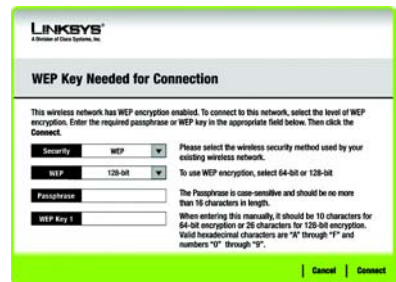 LINKSYS®
A Division of Cisco Systems, Inc.
WEP Key Needed for Connection
This wireless network has WEP encryption enabled. To connect to this network, select the level of WEP
encryption. Enter the required passphrase or WEP key in the appropriate field below. Then click the
Connect.
Security WEP Please select the wireless security method used by your
existing wireless network.
WEP 128-bit To use WEP encryption, select 64-bit or 128-bit
Passphrase The Passphrase is case-sensitive and should be no more
than 16 characters in length.
WEP Key 1 When entering this manually, it should be 10 characters for
64-bit encryption or 26 characters for 128-bit encryption.
Valid hexadecimal characters are "A" through "F" and
numbers "0" through "9".
Cancel Connect